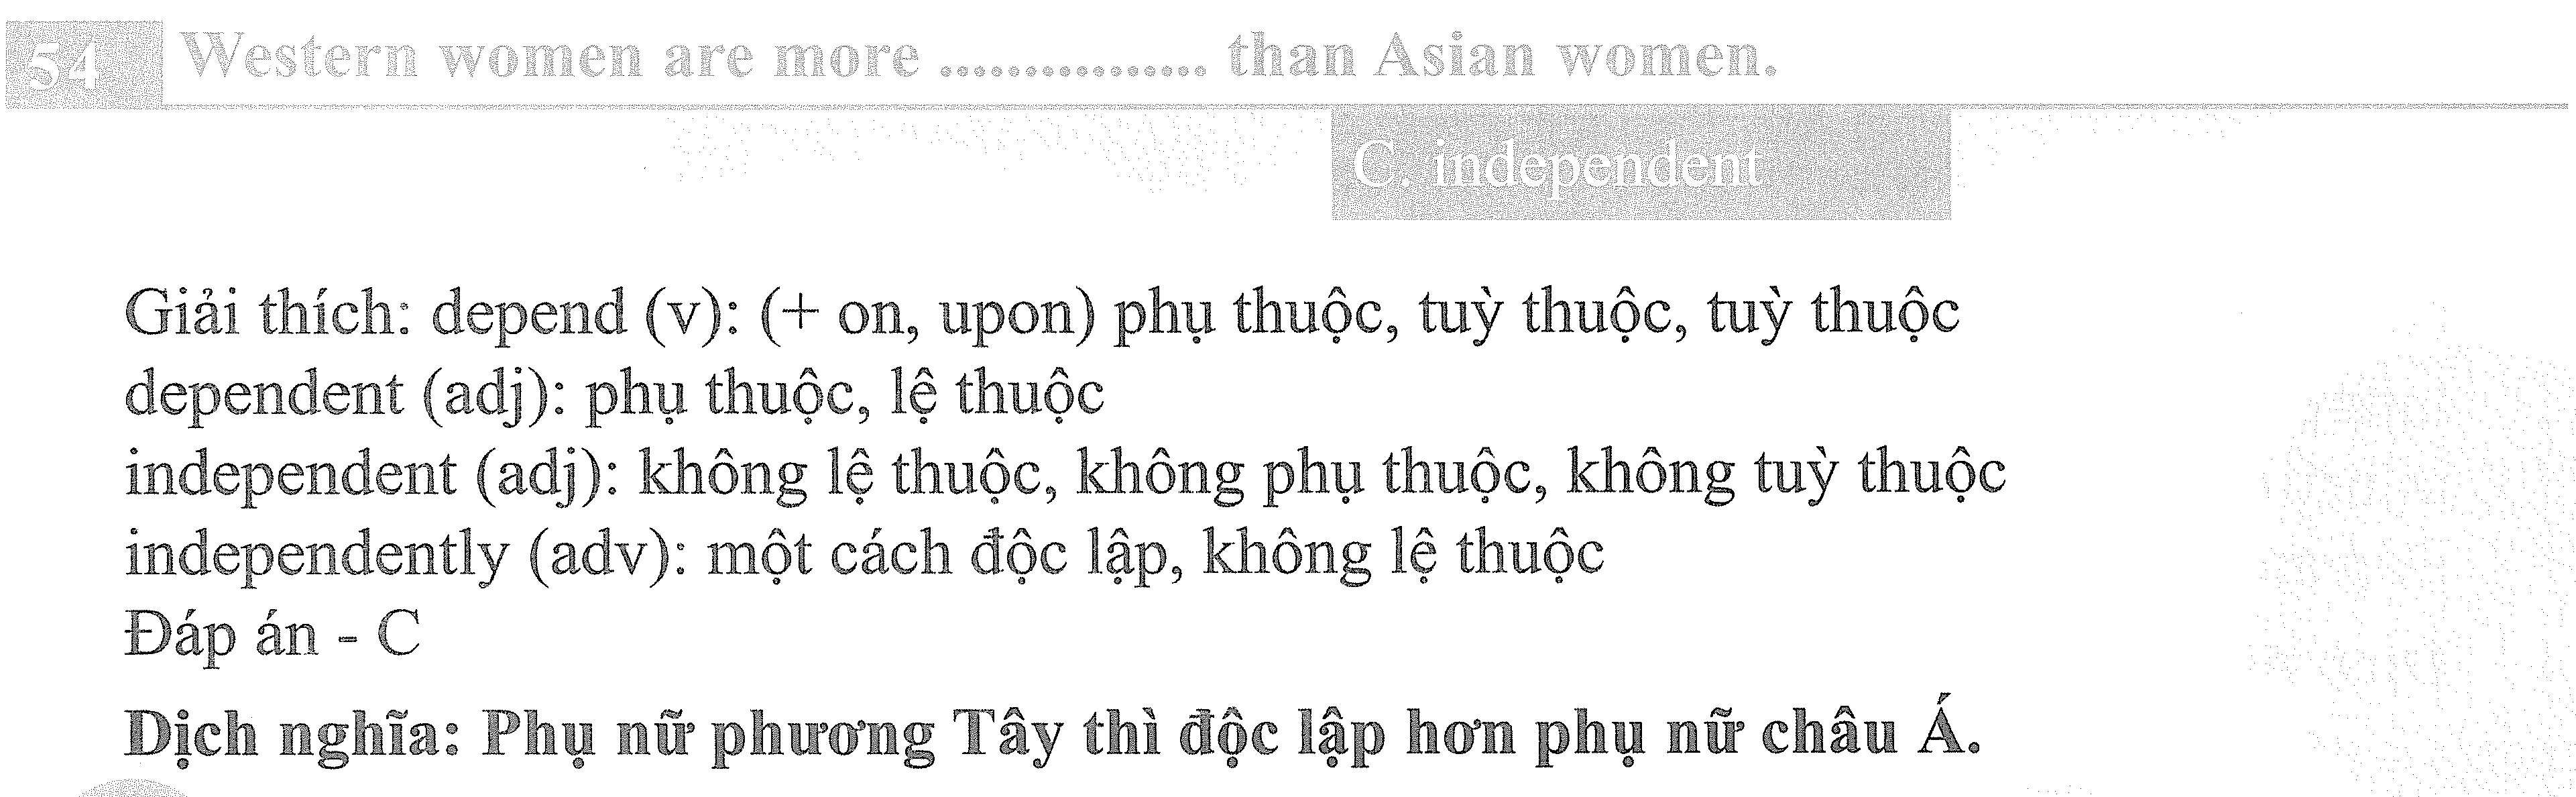 54 Western women are more ................ than Asian women.
C. independent
Giải thích: depend (v): (+ on, upon) phụ thuộc, tuỳ thuộc, tuỳ thuộc
dependent (adj): phụ thuộc, lệ thuộc
independent (adj): không lệ thuộc, không phụ thuộc, không tuỳ thuộc
independently (adv): một cách độc lập, không lệ thuộc
Đáp án - C
Dịch nghĩa: Phụ nữ phương Tây thì độc lập hơn phụ nữ châu Á.